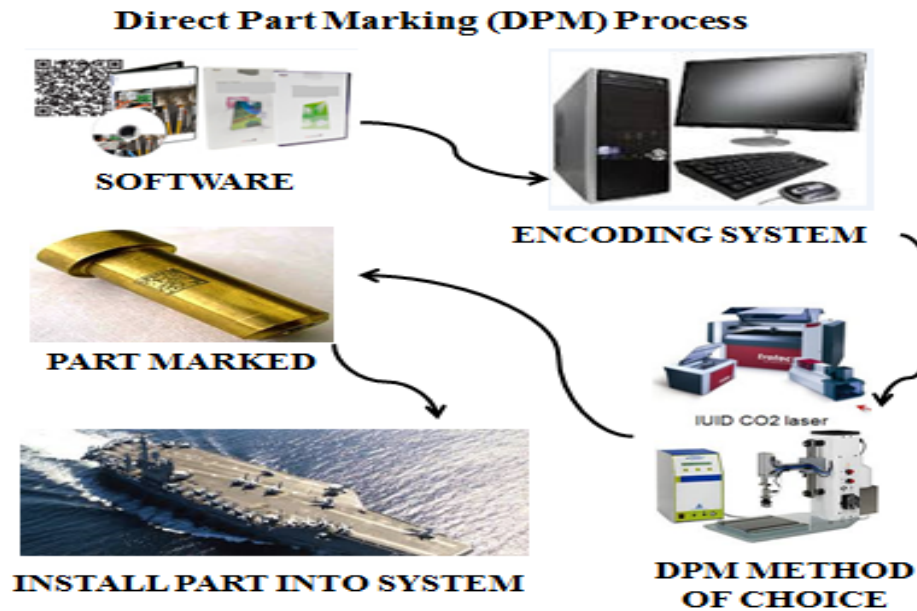 Direct Part Marking (DPM) Process
SOFTWARE
ENCODING SYSTEM
PART MARKED
trotec
IUID CO2 laser
INSTALL PART INTO SYSTEM
DPM METHOD
OF CHOICE